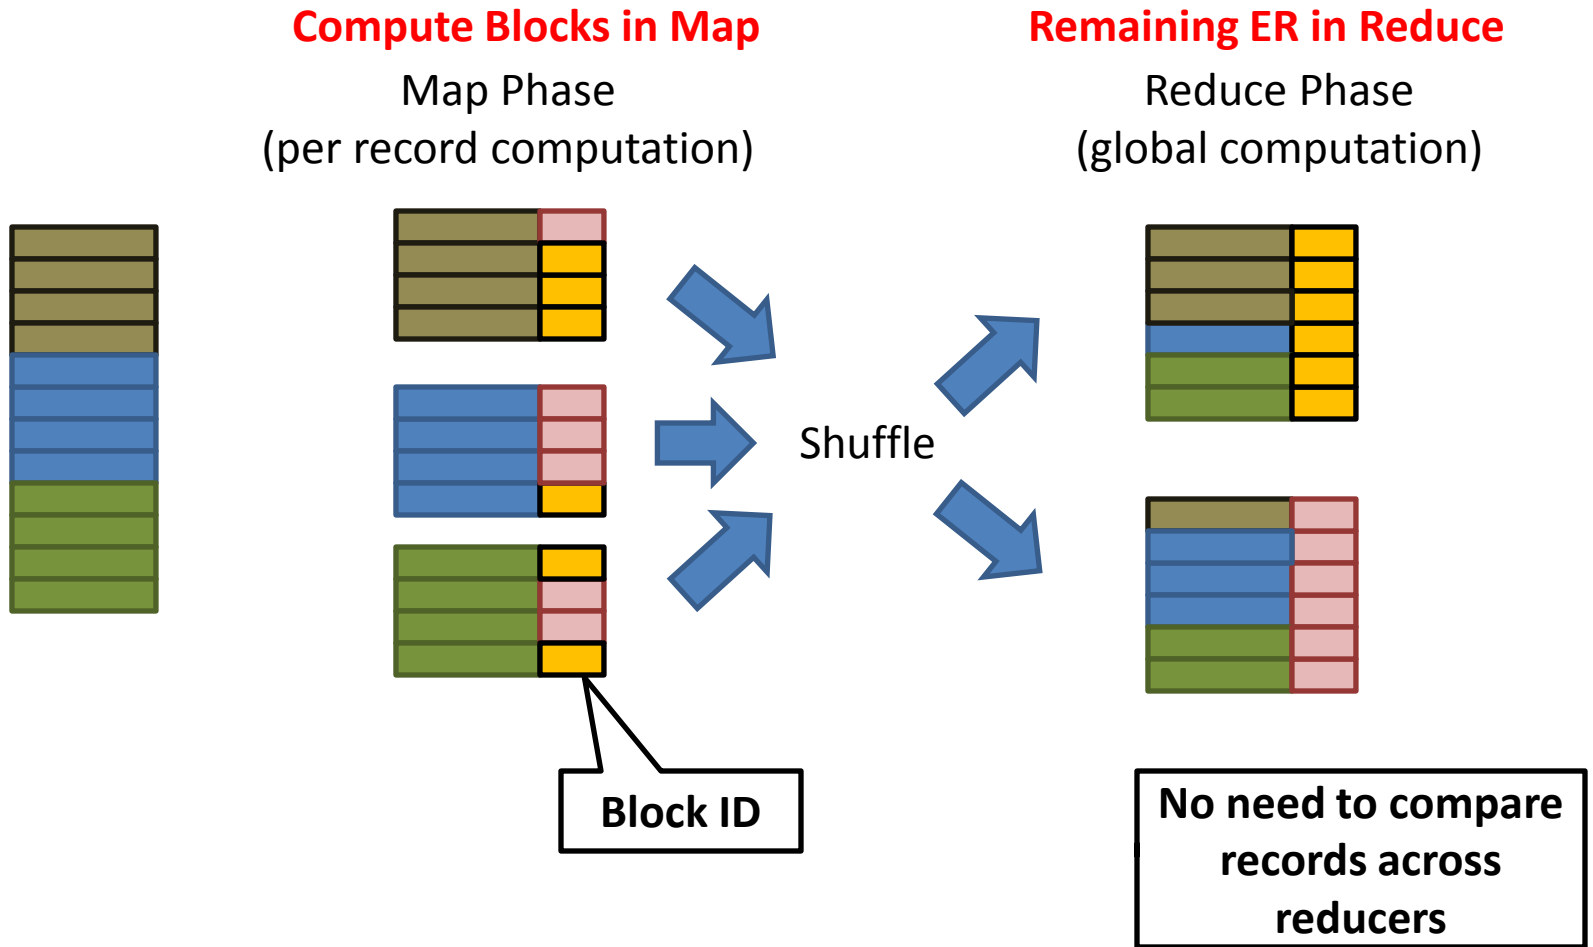 Compute Blocks in Map
Remaining ER in Reduce
Map Phase
(per record computation)
Reduce Phase
(global computation)
Shuffle
Block ID
No need to compare
records across
reducers